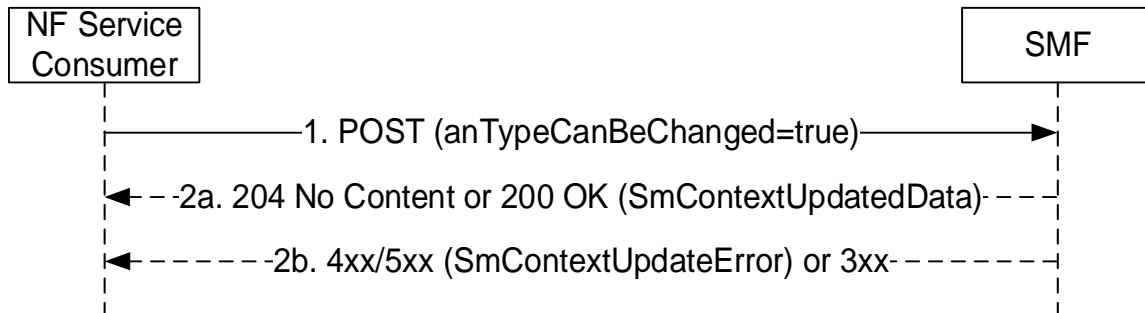 NF Service
Consumer
SMF
1. POST (anTypeCanBeChanged=true)
2a. 204 No Content or 200 OK (SmContextUpdatedData)
2b. 4xx/5xx (SmContextUpdateError) or 3xx